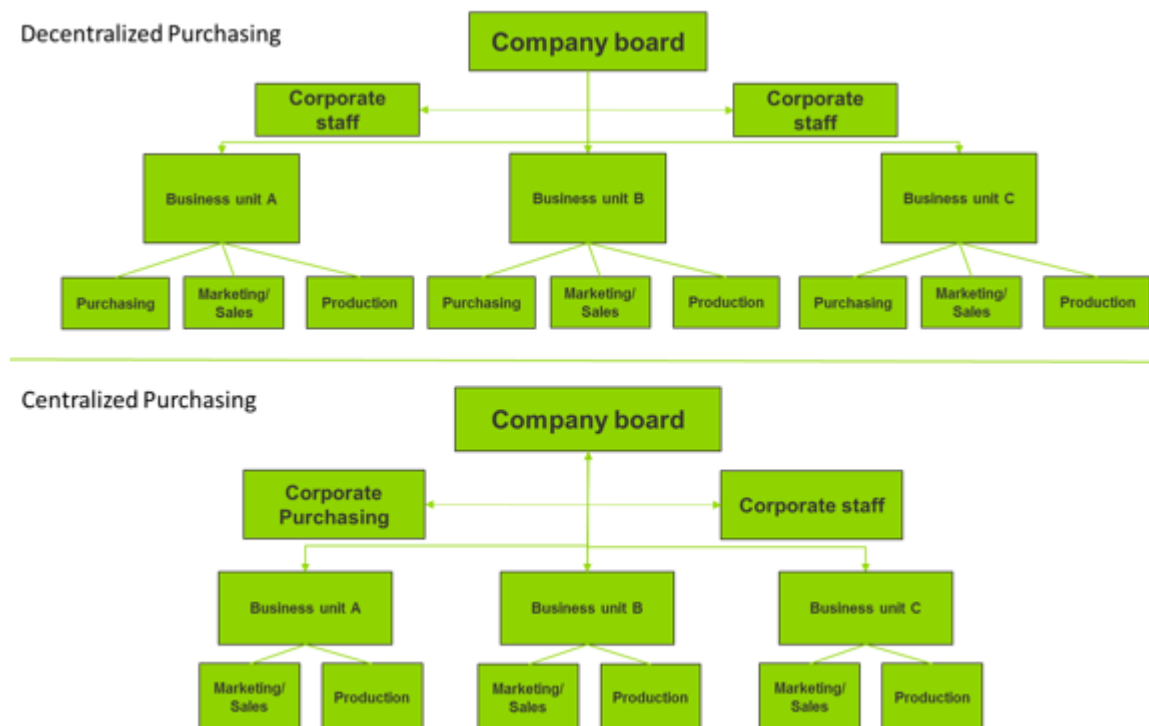 Decentralized Purchasing
Company board
Corporate
staff
Corporate
staff
Business unit A
Business unit B
Business unit C
Purchasing
Marketing/
Sales
Production
Purchasing
Marketing/
Sales
Production
Purchasing
Marketing/
Sales
Production
Centralized Purchasing
Company board
Corporate
Purchasing
Corporate staff
Business unit A
Business unit B
Business unit C
Marketing/
Sales
Production
Marketing/
Sales
Production
Marketing/
Sales
Production